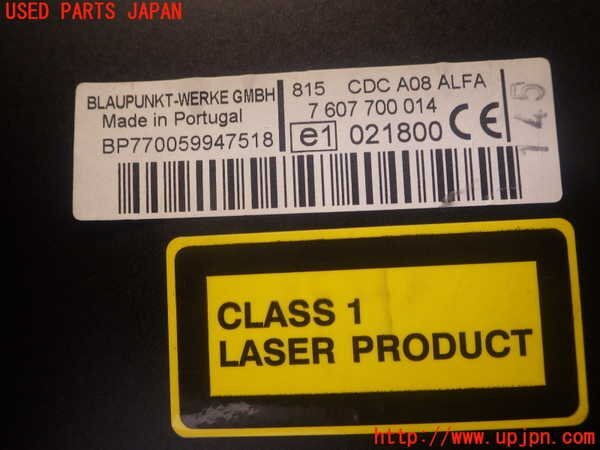 USED PARTS JAPAN
BLAUPUNKT-WERKE GMBH
Made in Portugal
BP770059947518
815 CDC A08 ALFA
7 607 700 014
e1 021800 CE
145
CLASS 1
LASER PRODUCT
http://www.upjpn.com/